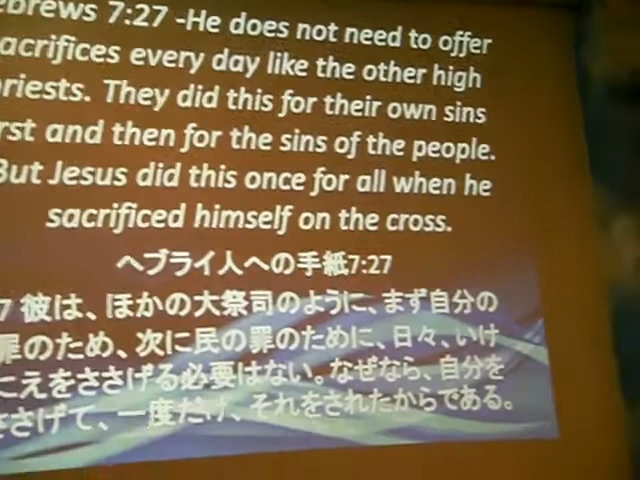 ebrews 7:27 -He does not need to offer
acrifices every day like the other high
riests. They did this for their own sins
rst and then for the sins of the people.
But Jesus did this once for all when he
sacrificed himself on the cross.
ヘブライ人への手紙7:27
7 彼は、ほかの大祭司のように、まず自分の
罪のため、次に民の罪のために、日々、いけ
にえをささげる必要はない。なぜなら、自分を
ささげて、一度だけ、それをされたからである。